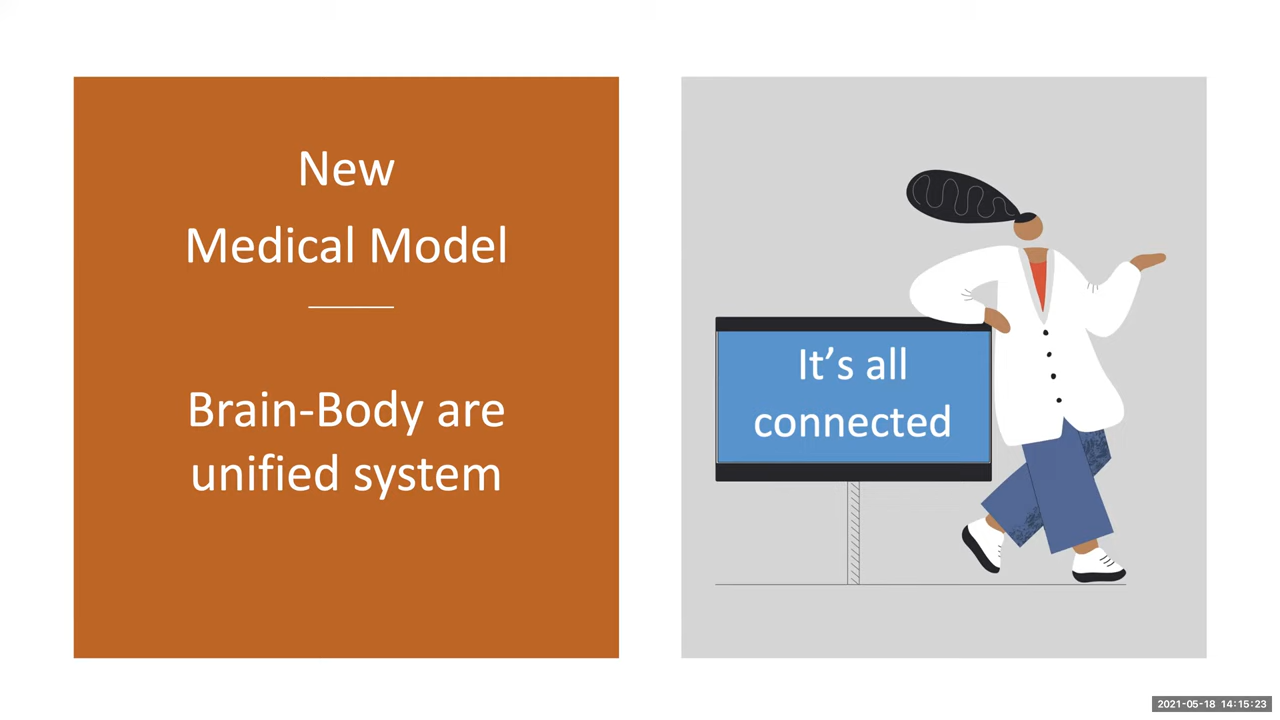 New
Medical Model
Brain-Body are
unified system
It's all
connected
2021-05-18 14:15:23